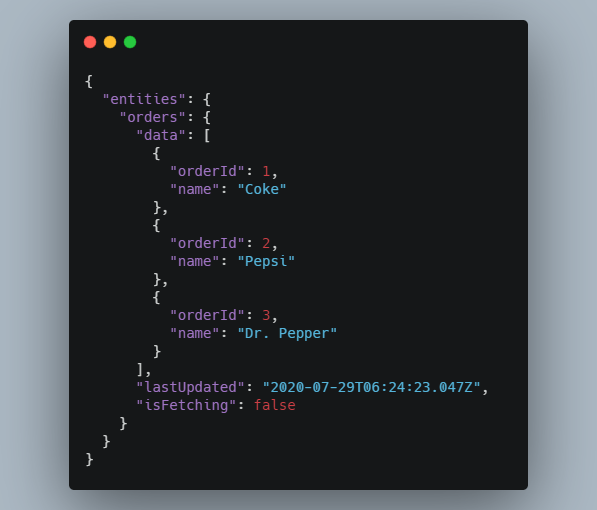 {
  "entities": {
    "orders": {
      "data": [
        {
          "orderId": 1,
          "name": "Coke"
        },
        {
          "orderId": 2,
          "name": "Pepsi"
        },
        {
          "orderId": 3,
          "name": "Dr. Pepper"
        }
      ],
      "lastUpdated": "2020-07-29T06:24:23.047Z",
      "isFetching": false
    }
  }
}